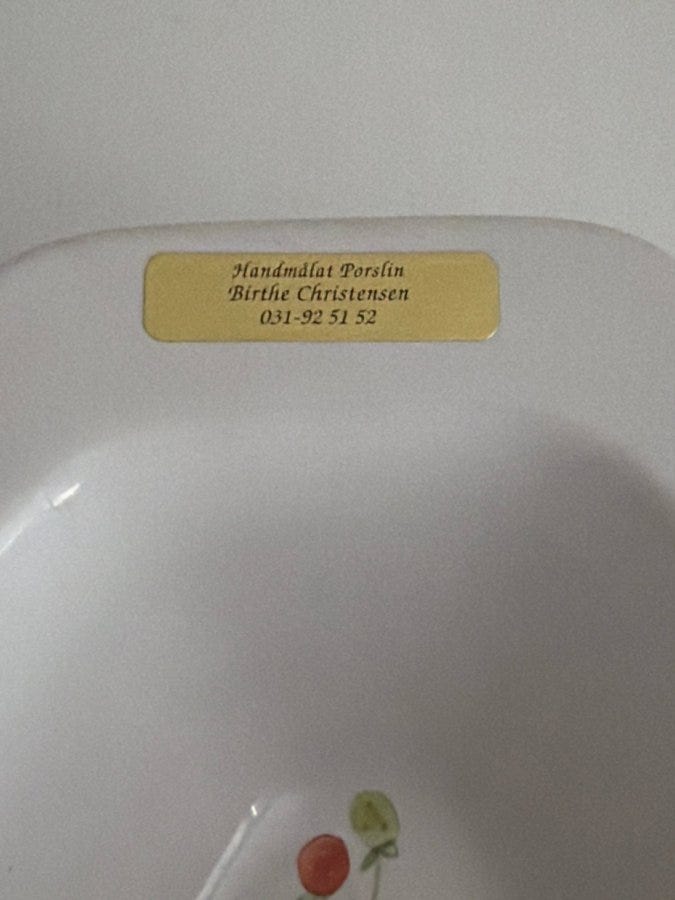 Handmålat Porslin
Birthe Christensen
031-92 51 52